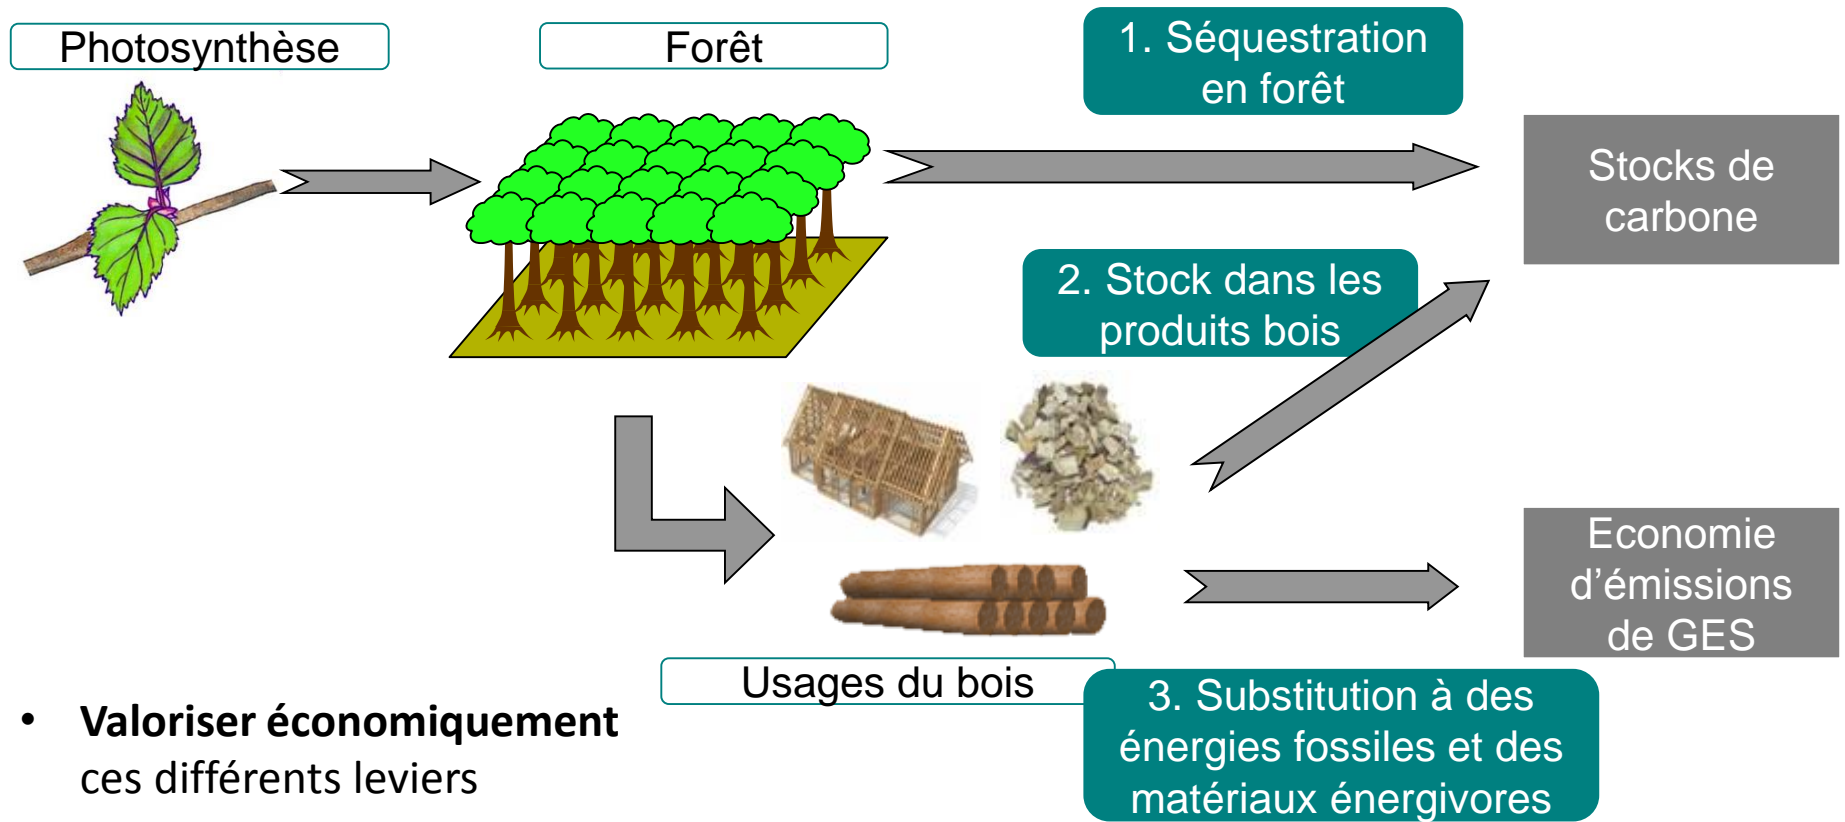 Photosynthèse
Forêt
1. Séquestration
en forêt
Stocks de
carbone
2. Stock dans les
produits bois
Economie
d’émissions
de GES
Usages du bois
3. Substitution à des
énergies fossiles et des
matériaux énergivores
• Valoriser économiquement
ces différents leviers